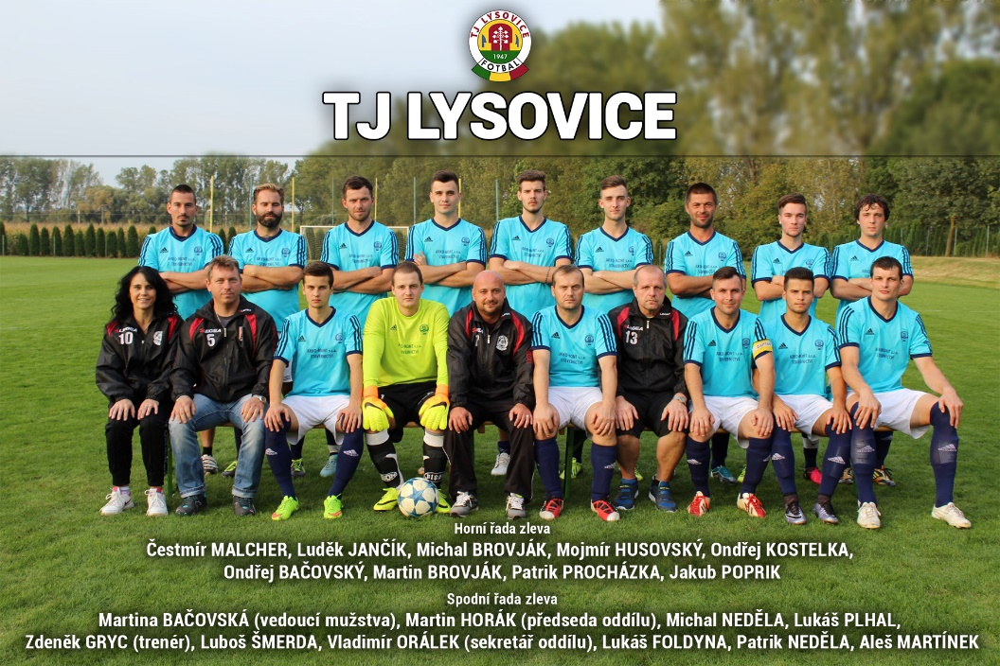 TJ LYSOVICE
1947
FOTBAL
TJ LYSOVICE
LEGEA
10
LEGEA
5
13
Horní řada zleva
Čestmír MALCHER, Luděk JANČÍK, Michal BROVJÁK, Mojmír HUSOVSKÝ, Ondřej KOSTELKA,
Ondřej BAČOVSKÝ, Martin BROVJÁK, Patrik PROCHÁZKA, Jakub POPRIK
Spodní řada zleva
Martina BAČOVSKÁ (vedoucí mužstva), Martin HORÁK (předseda oddílu), Michal NEDĚLA, Lukáš PLHAL,
Zdeněk GRYC (trenér), Luboš ŠMERDA, Vladimír ORÁLEK (sekretář oddílu), Lukáš FOLDYNA, Patrik NEDĚLA, Aleš MARTÍNEK